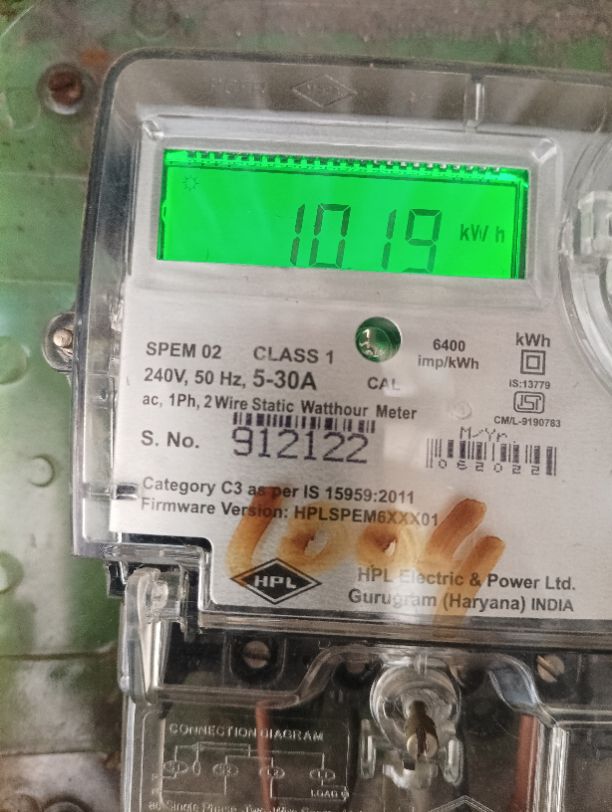 1019 kWh
SPEM 02 CLASS 1
240V, 50 Hz, 5-30A
ac, 1Ph, 2 Wire Static Watthour Meter
CAL
6400
imp/kWh
kWh
IS:13779
ISI
CM/L-9190783
S. No. 912122
M/Yr.
062022
Category C3 as per IS 15959:2011
Firmware Version: HPLSPEM6XXX01
HPL
HPL Electric & Power Ltd.
Gurugram (Haryana) INDIA
CONNECTION DIAGRAM
LOAD